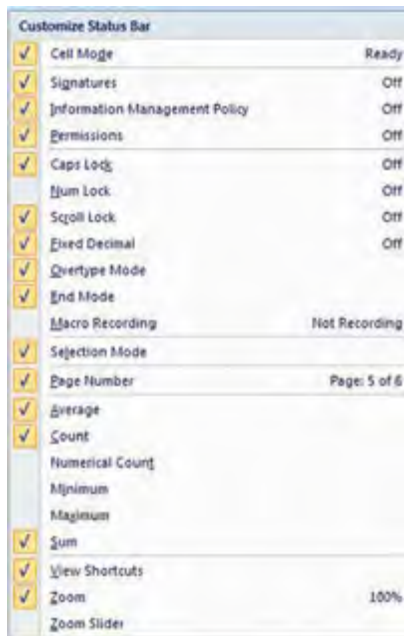 Customize Status Bar
Cell Mode Ready
Signatures Off
Information Management Policy Off
Permissions Off
Caps Lock Off
Num Lock Off
Scroll Lock Off
Fixed Decimal Off
Overtype Mode
End Mode
Macro Recording Not Recording
Selection Mode
Page Number Page: 5 of 6
Average
Count
Numerical Count
Minimum
Maximum
Sum
View Shortcuts
Zoom 100%
Zoom Slider